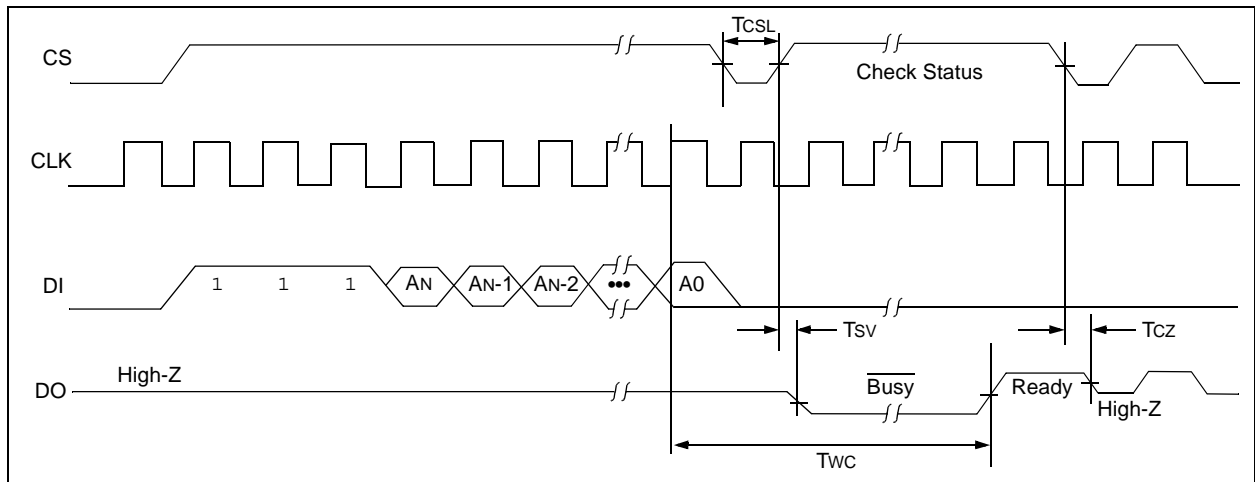 TCSL
CS
Check Status
CLK
DI
1 1 1 AN AN-1 AN-2 ••• A0
TSV
TCZ
High-Z
DO
Busy
Ready
High-Z
TWC